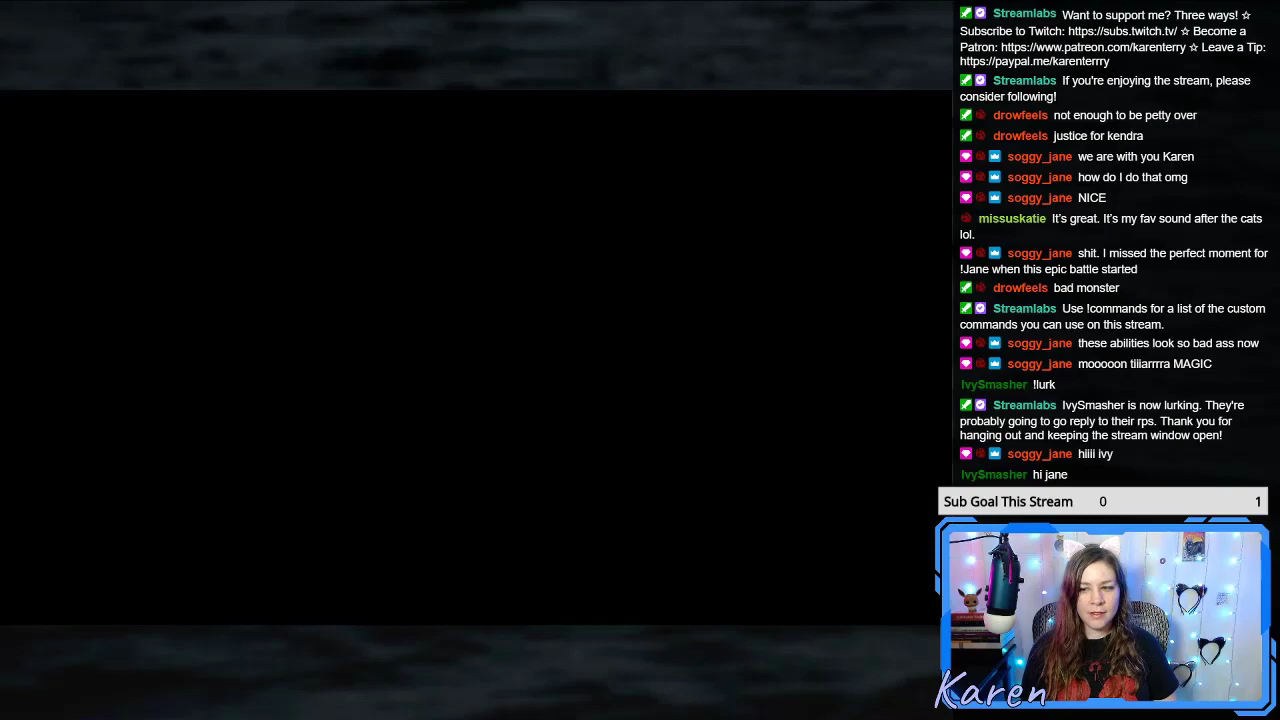 Streamlabs Want to support me? Three ways! ☆
Subscribe to Twitch: https://subs.twitch.tv/ ☆ Become a
Patron: https://www.patreon.com/karenterry ☆ Leave a Tip:
https://paypal.me/karenterrry
Streamlabs If you're enjoying the stream, please
consider following!
drowfeels not enough to be petty over
drowfeels justice for kendra
soggy_jane we are with you Karen
soggy_jane how do I do that omg
soggy_jane NICE
missuskatie It's great. It's my fav sound after the cats
lol.
soggy_jane shit. I missed the perfect moment for
!Jane when this epic battle started
drowfeels bad monster
Streamlabs Use !commands for a list of the custom
commands you can use on this stream.
soggy_jane these abilities look so bad ass now
soggy_jane mooooon tiiiarrrra MAGIC
IvySmasher !lurk
Streamlabs IvySmasher is now lurking. They're
probably going to go reply to their rps. Thank you for
hanging out and keeping the stream window open!
soggy_jane hiiii ivy
IvySmasher hi jane
Sub Goal This Stream 0 1
Karen